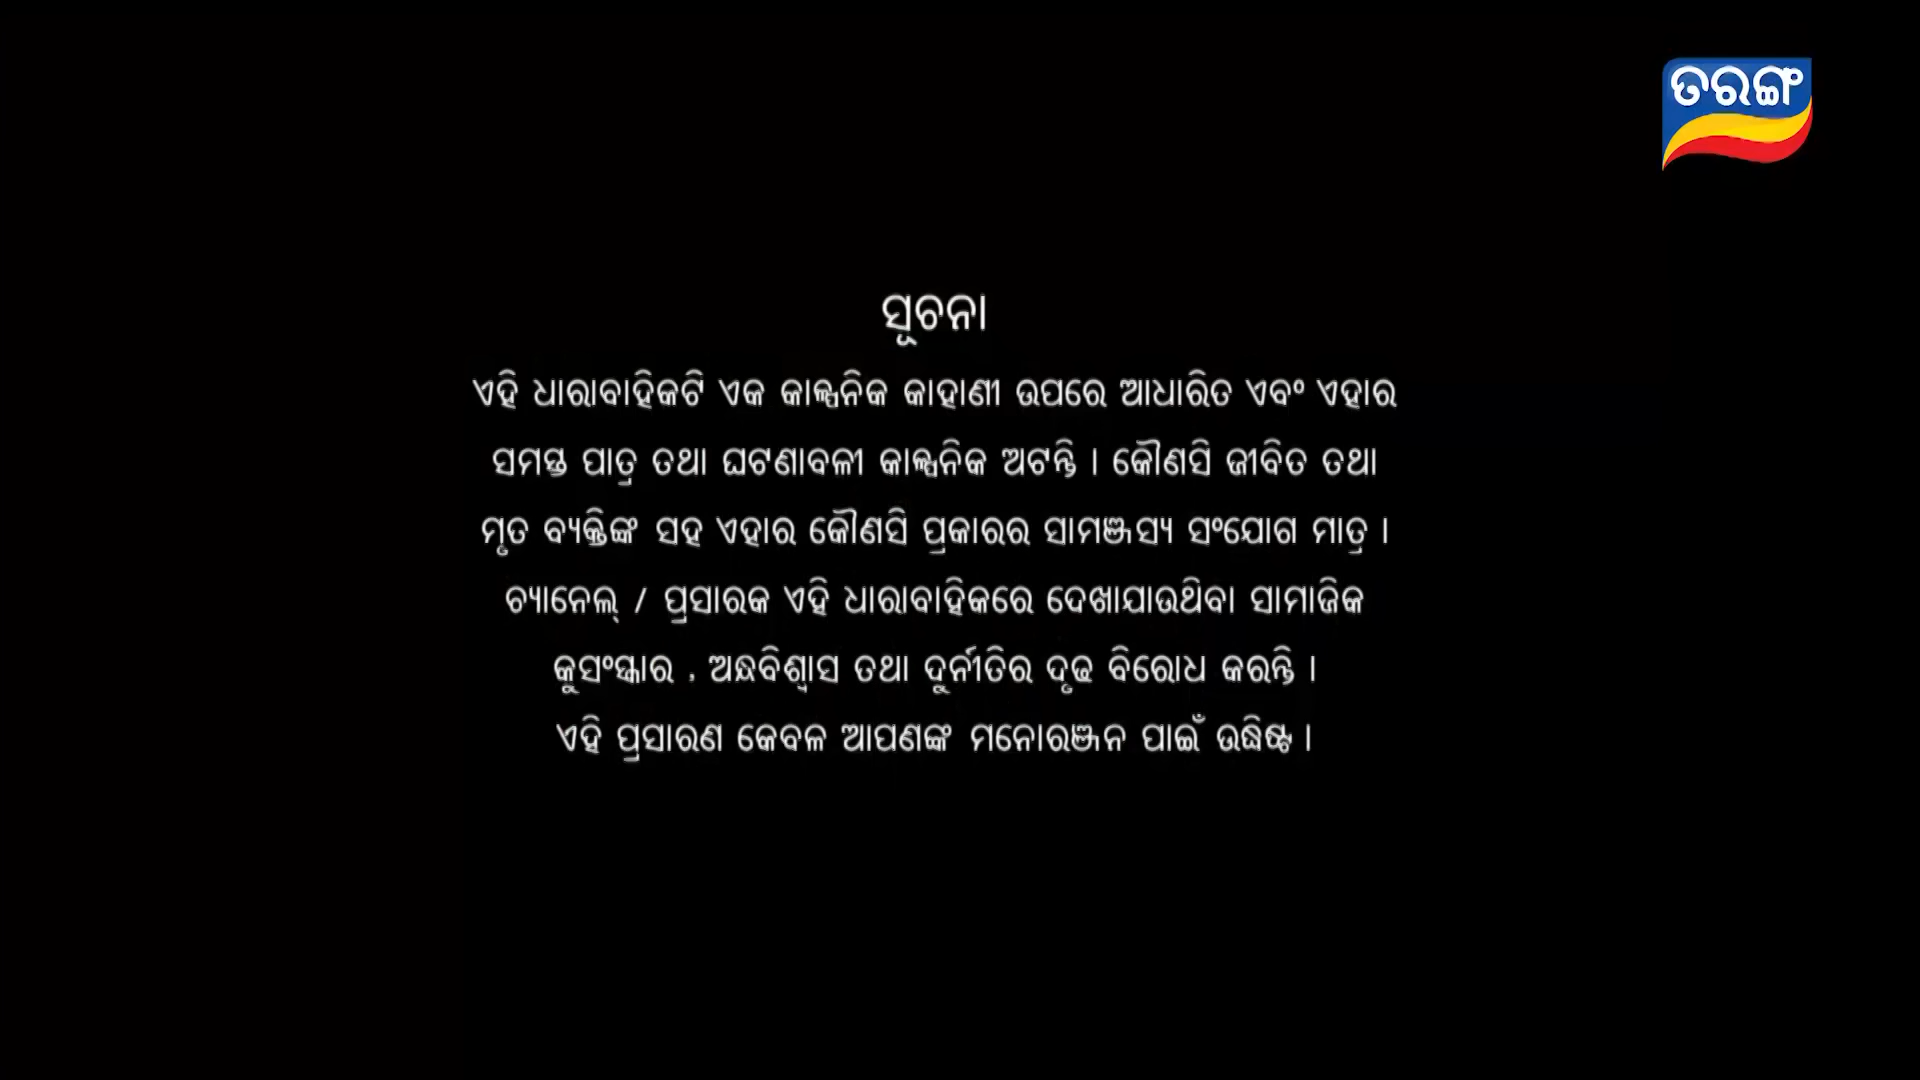 ତରଙ୍ଗ
ସୂଚନା
ଏହି ଧାରାବାହିକଟି ଏକ କାଳ୍ପନିକ କାହାଣୀ ଉପରେ ଆଧାରିତ ଏବଂ ଏହାର
ସମସ୍ତ ପାତ୍ର ତଥା ଘଟଣାବଳୀ କାଳ୍ପନିକ ଅଟନ୍ତି । କୌଣସି ଜୀବିତ ତଥା
ମୃତ ବ୍ୟକ୍ତିଙ୍କ ସହ ଏହାର କୌଣସି ପ୍ରକାରର ସାମଞ୍ଜସ୍ୟ ସଂଯୋଗ ମାତ୍ର ।
ଚ୍ୟାନେଲ୍ / ପ୍ରସାରକ ଏହି ଧାରାବାହିକରେ ଦେଖାଯାଉଥିବା ସାମାଜିକ
କୁସଂସ୍କାର , ଅନ୍ଧବିଶ୍ୱାସ ତଥା ଦୁର୍ନୀତିର ଦୃଢ ବିରୋଧ କରନ୍ତି ।
ଏହି ପ୍ରସାରଣ କେବଳ ଆପଣଙ୍କ ମନୋରଞ୍ଜନ ପାଇଁ ଉଦ୍ଧିଷ୍ଟ ।